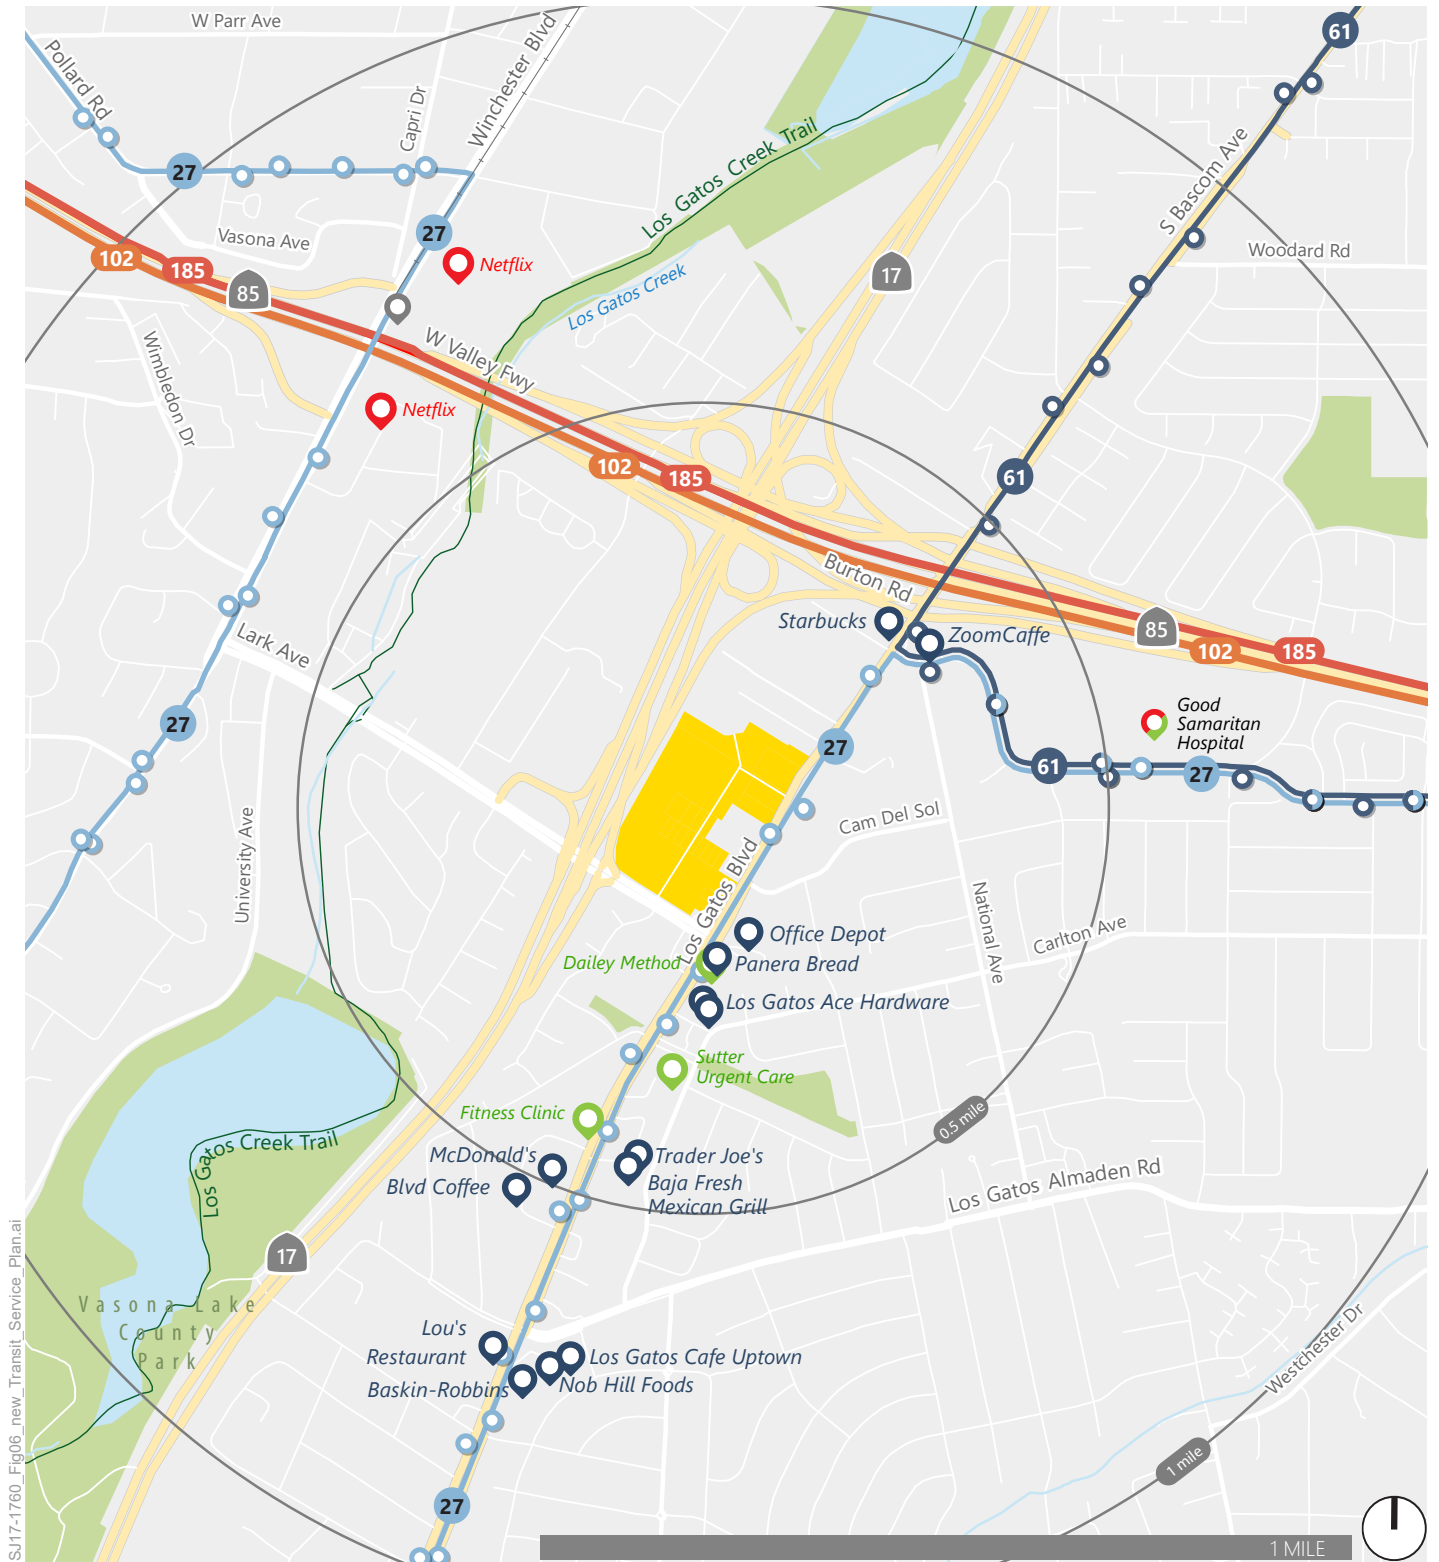 W Parr Ave
61
Pollard Rd
Winchester Blvd
Capri Dr
27
Los Gatos Creek Trail
S Bascom Ave
27
Vasona Ave
Woodard Rd
102
185
85
Netflix
17
Los Gatos Creek
W Valley Fwy
Wimbledon Dr
Netflix
102
185
61
Burton Rd
Starbucks
ZoomCaffe
Lark Ave
85
102
185
27
Good
Samaritan
Hospital
27
61
27
Cam Del Sol
University Ave
Los Gatos Blvd
National Ave
Carlton Ave
Office Depot
Dailey Method
Panera Bread
Los Gatos Ace Hardware
Sutter
Urgent Care
Fitness Clinic
0.5 mile
Los Gatos Creek Trail
McDonald's
Trader Joe's
Blvd Coffee
Baja Fresh
Mexican Grill
Los Gatos Almaden Rd
17
Vasona Lake
County
Park
Lou's
Restaurant
Los Gatos Cafe Uptown
Baskin-Robbins
Nob Hill Foods
Westchester Dr
1 mile
27
1 MILE
SJ17-1760_Fig06_new_Transit_Service_Plan.ai